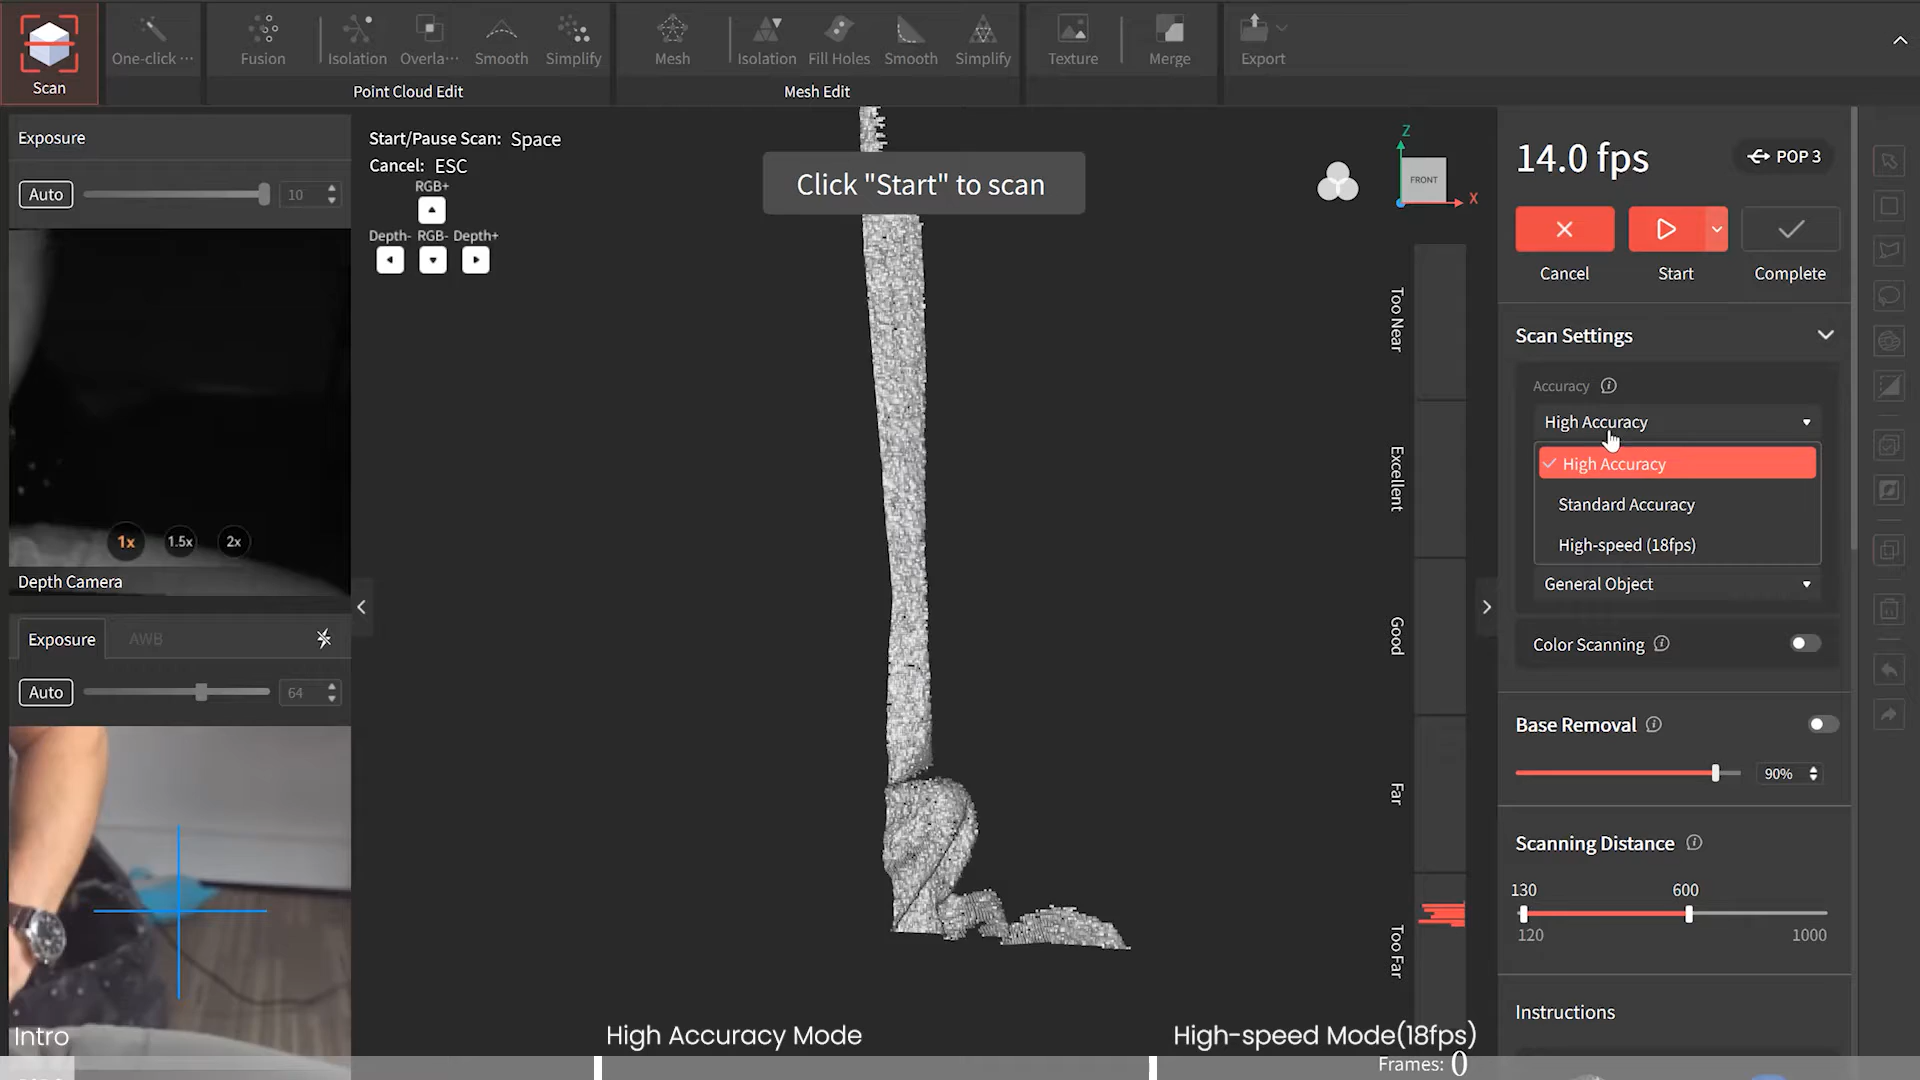 Scan
One-click ···
Fusion
Isolation
Overla···
Smooth
Simplify
Point Cloud Edit
Mesh
Isolation
Fill Holes
Smooth
Simplify
Mesh Edit
Texture
Merge
Export
Exposure
Auto
10
1x
1.5x
2x
Depth Camera
Exposure
AWB
Auto
64
Start/Pause Scan: Space
Cancel: ESC
RGB+
Depth- RGB- Depth+
Click "Start" to scan
Z
FRONT
X
Too Near
Excellent
Good
Far
Too Far
14.0 fps
POP 3
Cancel
Start
Complete
Scan Settings
Accuracy
High Accuracy
High Accuracy
Standard Accuracy
High-speed (18fps)
General Object
Color Scanning
Base Removal
90%
Scanning Distance
130
600
120
1000
Instructions
Intro
High Accuracy Mode
High-speed Mode(18fps)
Frames: 0